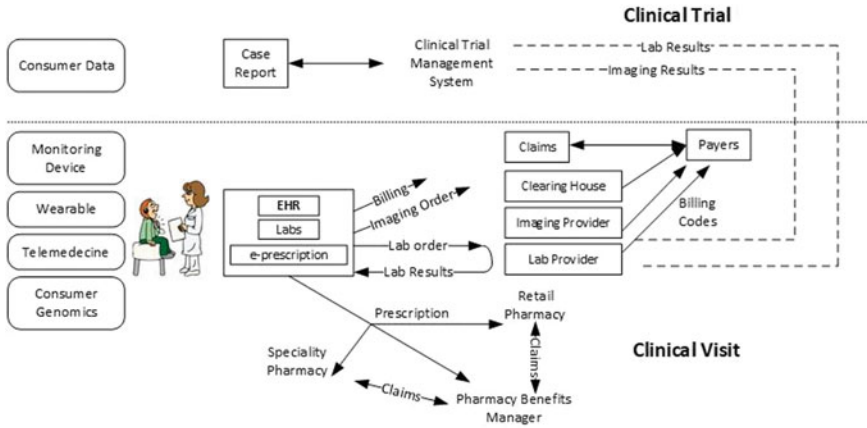 Clinical Trial
Consumer Data
Case
Report
Clinical Trial
Management
System
Lab Results
Imaging Results
Monitoring
Device
Wearable
Telemedecine
Consumer
Genomics
EHR
Labs
e-prescription
Billing
Imaging Order
Lab order
Lab Results
Claims
Payers
Clearing House
Imaging Provider
Lab Provider
Billing
Codes
Prescription
Retail
Pharmacy
Speciality
Pharmacy
Claims
Claims
Pharmacy Benefits
Manager
Clinical Visit